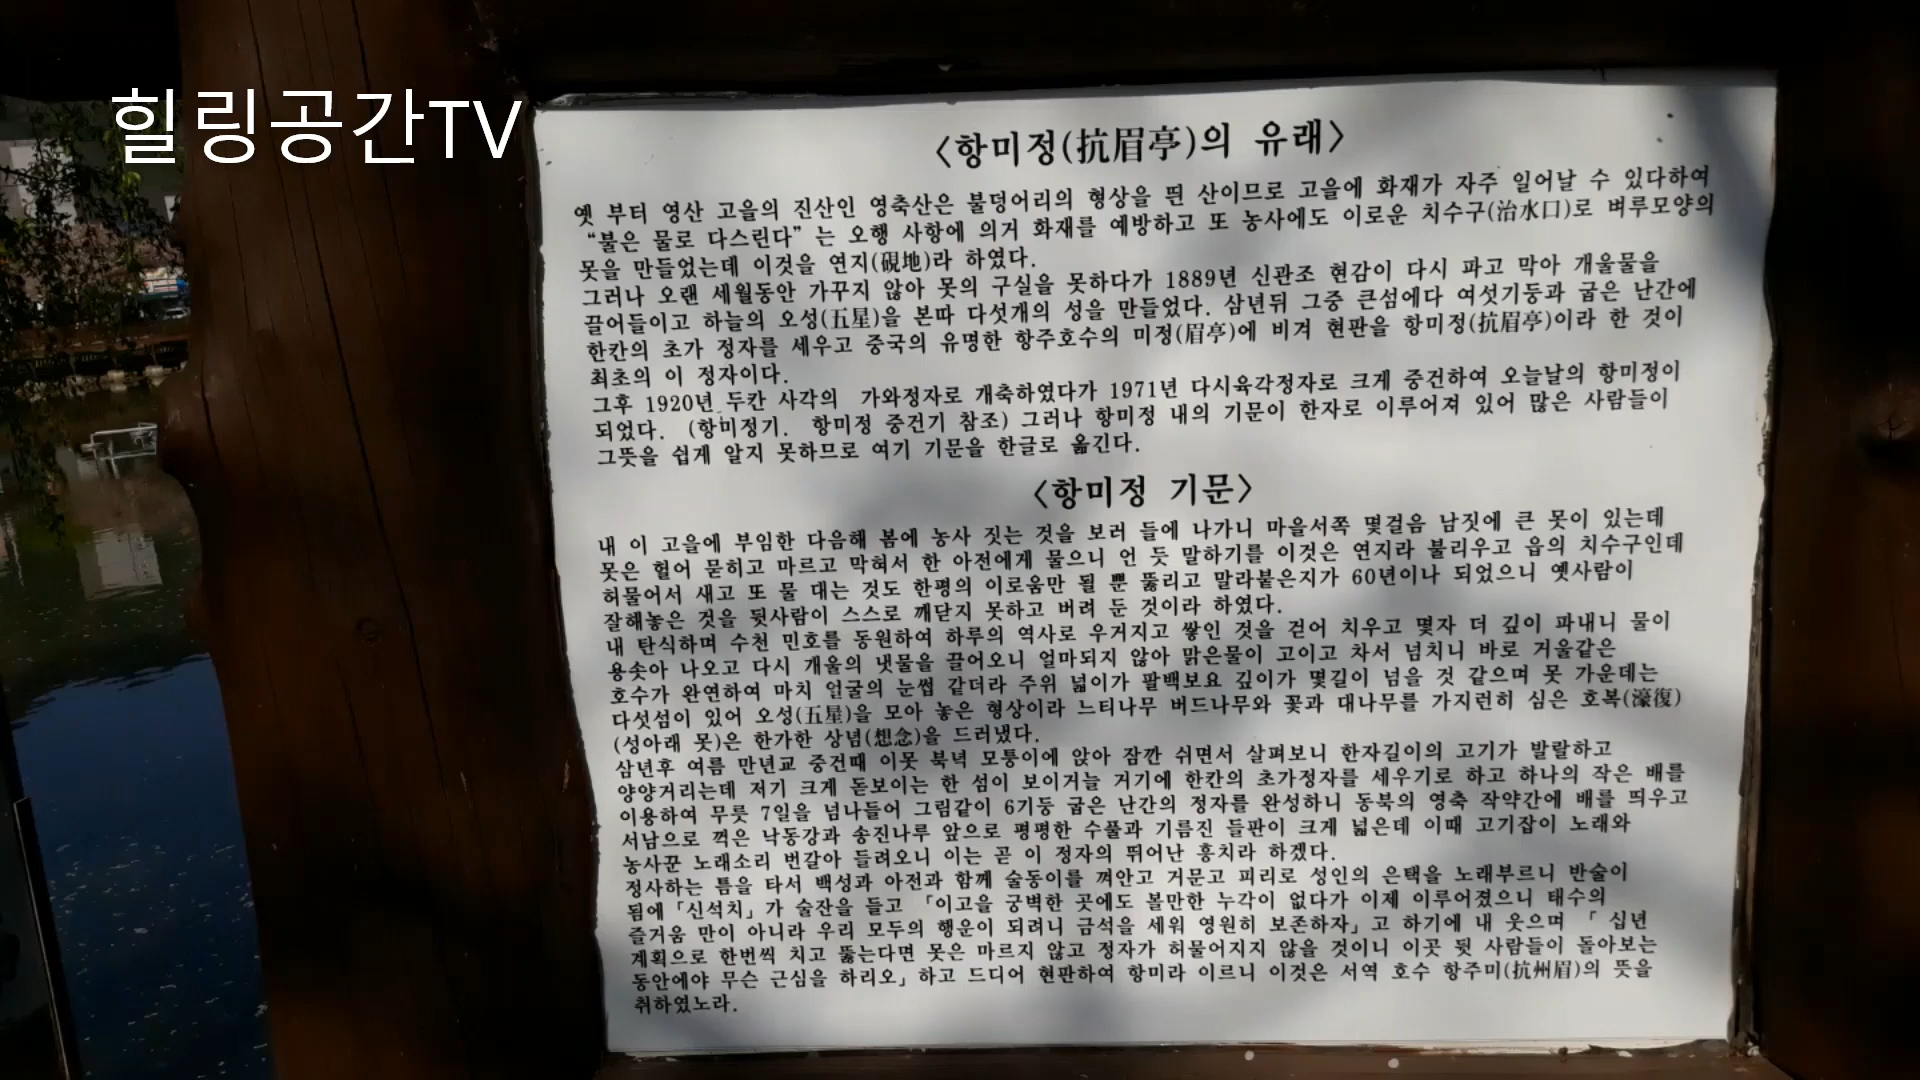 힐링공간TV
<항미정(抗眉亭)의 유래>
옛 부터 영산 고을의 진산인 영축산은 불덩어리의 형상을 띈 산이므로 고을에 화재가 자주 일어날 수 있다하여
“불은 물로 다스린다”는 오행 사항에 의거 화재를 예방하고 또 농사에도 이로운 치수구(治水口)로 벼루모양의
못을 만들었는데 이것을 연지(硯地)라 하였다.
그러나 오랜 세월동안 가꾸지 않아 못의 구실을 못하다가 1889년 신관조 현감이 다시 파고 막아 개울물을
끌어들이고 하늘의 오성(五星)을 본따 다섯개의 성을 만들었다. 삼년뒤 그중 큰섬에다 여섯기둥과 굽은 난간에
한칸의 초가 정자를 세우고 중국의 유명한 항주호수의 미정(眉亭)에 비겨 현판을 항미정(抗眉亭)이라 한 것이
최초의 이 정자이다.
그후 1920년 두칸 사각의 가와정자로 개축하였다가 1971년 다시육각정자로 크게 중건하여 오늘날의 항미정이
되었다. (항미정기. 항미정 중건기 참조) 그러나 항미정 내의 기문이 한자로 이루어져 있어 많은 사람들이
그뜻을 쉽게 알지 못하므로 여기 기문을 한글로 옮긴다.
<항미정 기문>
내 이 고을에 부임한 다음해 봄에 농사 짓는 것을 보러 들에 나가니 마을서쪽 몇걸음 남짓에 큰 못이 있는데
못은 헐어 묻히고 마르고 막혀서 한 아전에게 물으니 언 듯 말하기를 이것은 연지라 불리우고 읍의 치수구인데
허물어서 새고 또 물 대는 것도 한평의 이로움만 될 뿐 뚫리고 말라붙은지가 60년이나 되었으니 옛사람이
잘해놓은 것을 뒷사람이 스스로 깨닫지 못하고 버려 둔 것이라 하였다.
내 탄식하며 수천 민호를 동원하여 하루의 역사로 우거지고 쌓인 것을 걷어 치우고 몇자 더 깊이 파내니 물이
용솟아 나오고 다시 개울의 냇물을 끌어오니 얼마되지 않아 맑은물이 고이고 차서 넘치니 바로 거울같은
호수가 완연하여 마치 얼굴의 눈썹 같더라 주위 넓이가 팔백보요 깊이가 몇길이 넘을 것 같으며 못 가운데는
다섯섬이 있어 오성(五星)을 모아 놓은 형상이라 느티나무 버드나무와 꽃과 대나무를 가지런히 심은 호복(濠復)
(성아래 못)은 한가한 상념(想念)을 드러냈다.
삼년후 여름 만년교 중건때 이못 북녘 모퉁이에 앉아 잠깐 쉬면서 살펴보니 한자길이의 고기가 발랄하고
양양거리는데 저기 크게 돋보이는 한 섬이 보이거늘 거기에 한칸의 초가정자를 세우기로 하고 하나의 작은 배를
이용하여 무릇 7일을 넘나들어 그림같이 6기둥 굽은 난간의 정자를 완성하니 동북의 영축 작약간에 배를 띄우고
서남으로 꺽은 낙동강과 송진나루 앞으로 평평한 수풀과 기름진 들판이 크게 넓은데 이때 고기잡이 노래와
농사꾼 노래소리 번갈아 들려오니 이는 곧 이 정자의 뛰어난 흥치라 하겠다.
정사하는 틈을 타서 백성과 아전과 함께 술동이를 껴안고 거문고 피리로 성인의 은택을 노래부르니 반술이
됨에「신석치」가 술잔을 들고 「이고을 궁벽한 곳에도 볼만한 누각이 없다가 이제 이루어졌으니 태수의
즐거움 만이 아니라 우리 모두의 행운이 되려니 금석을 세워 영원히 보존하자」고 하기에 내 웃으며 「 십년
계획으로 한번씩 치고 뚫는다면 못은 마르지 않고 정자가 허물어지지 않을 것이니 이곳 뒷 사람들이 돌아보는
동안에야 무슨 근심을 하리오」하고 드디어 현판하여 항미라 이르니 이것은 서역 호수 항주미(抗州眉)의 뜻을
취하였노라.